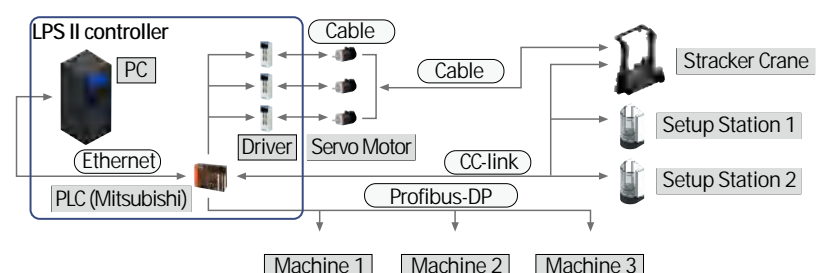 LPS II controller
PC
Cable
Cable
Stracker Crane
Setup Station 1
Driver
Servo Motor
Ethernet
CC-link
Setup Station 2
PLC (Mitsubishi)
Profibus-DP
Machine 1
Machine 2
Machine 3